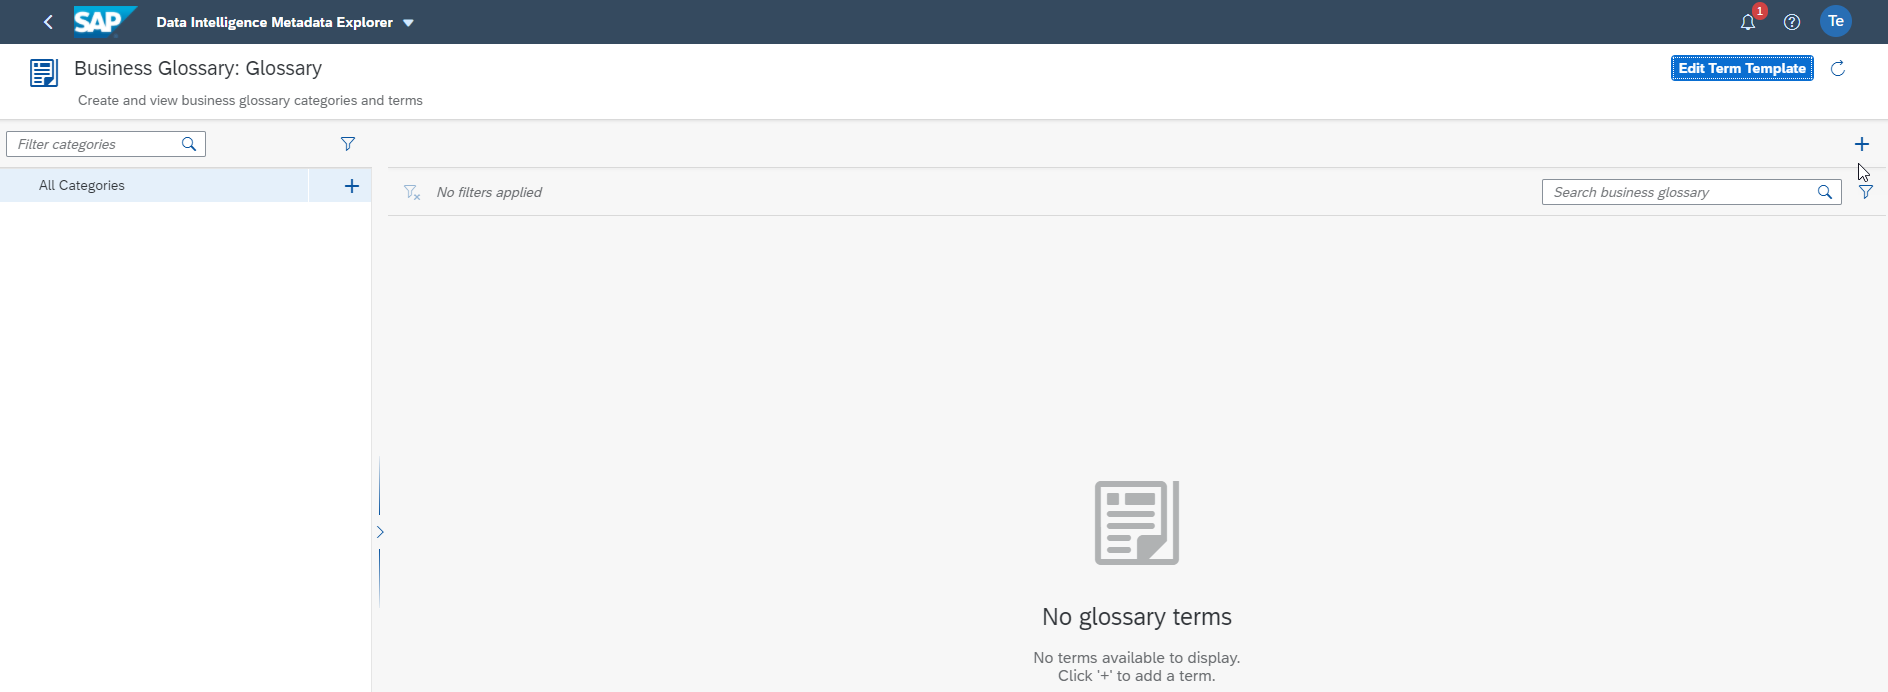 SAP
Data Intelligence Metadata Explorer
1
Te
Business Glossary: Glossary
Edit Term Template
Create and view business glossary categories and terms
Filter categories
All Categories
No filters applied
Search business glossary
No glossary terms
No terms available to display.
Click '+' to add a term.